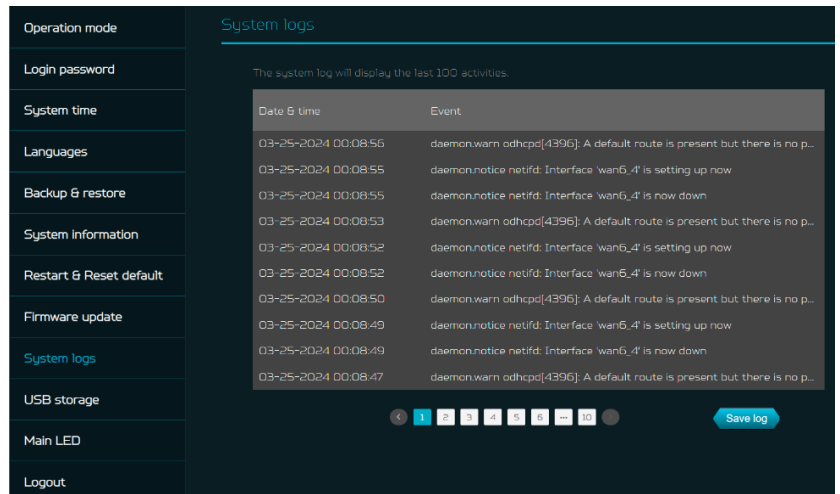 Operation mode
Login password
System time
Languages
Backup & restore
System information
Restart & Reset default
Firmware update
System logs
USB storage
Main LED
Logout
System logs
The system log will display the last 100 activities.
Date & time Event
03-25-2024 00:08:56 daemon.warn odhcpd[4396]: A default route is present but there is no p...
03-25-2024 00:08:55 daemon.notice netifd: Interface 'wan6_4' is setting up now
03-25-2024 00:08:55 daemon.notice netifd: Interface 'wan6_4' is now down
03-25-2024 00:08:53 daemon.warn odhcpd[4396]: A default route is present but there is no p...
03-25-2024 00:08:52 daemon.notice netifd: Interface 'wan6_4' is setting up now
03-25-2024 00:08:52 daemon.notice netifd: Interface 'wan6_4' is now down
03-25-2024 00:08:50 daemon.warn odhcpd[4396]: A default route is present but there is no p...
03-25-2024 00:08:49 daemon.notice netifd: Interface 'wan6_4' is setting up now
03-25-2024 00:08:49 daemon.notice netifd: Interface 'wan6_4' is now down
03-25-2024 00:08:47 daemon.warn odhcpd[4396]: A default route is present but there is no p...
< 1 2 3 4 5 6 ... 10 Save log